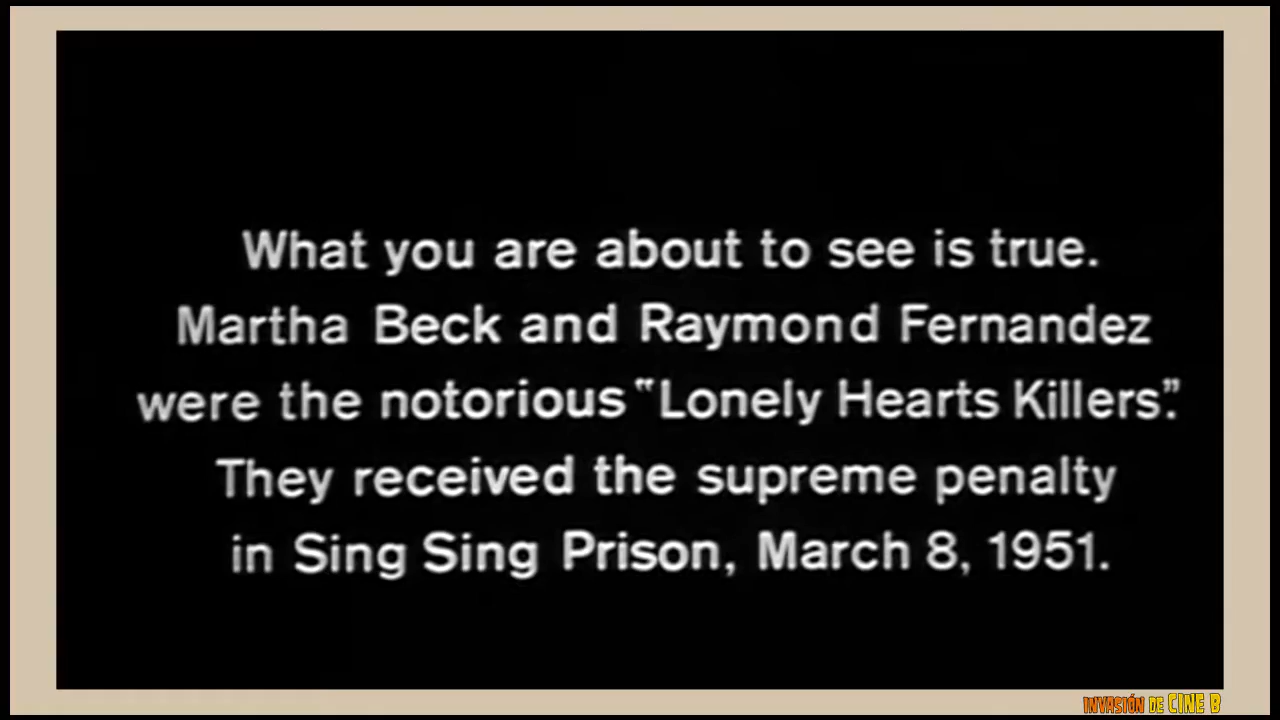 What you are about to see is true.
Martha Beck and Raymond Fernandez
were the notorious "Lonely Hearts Killers."
They received the supreme penalty
in Sing Sing Prison, March 8, 1951.
INVASIÓN DE CINE B